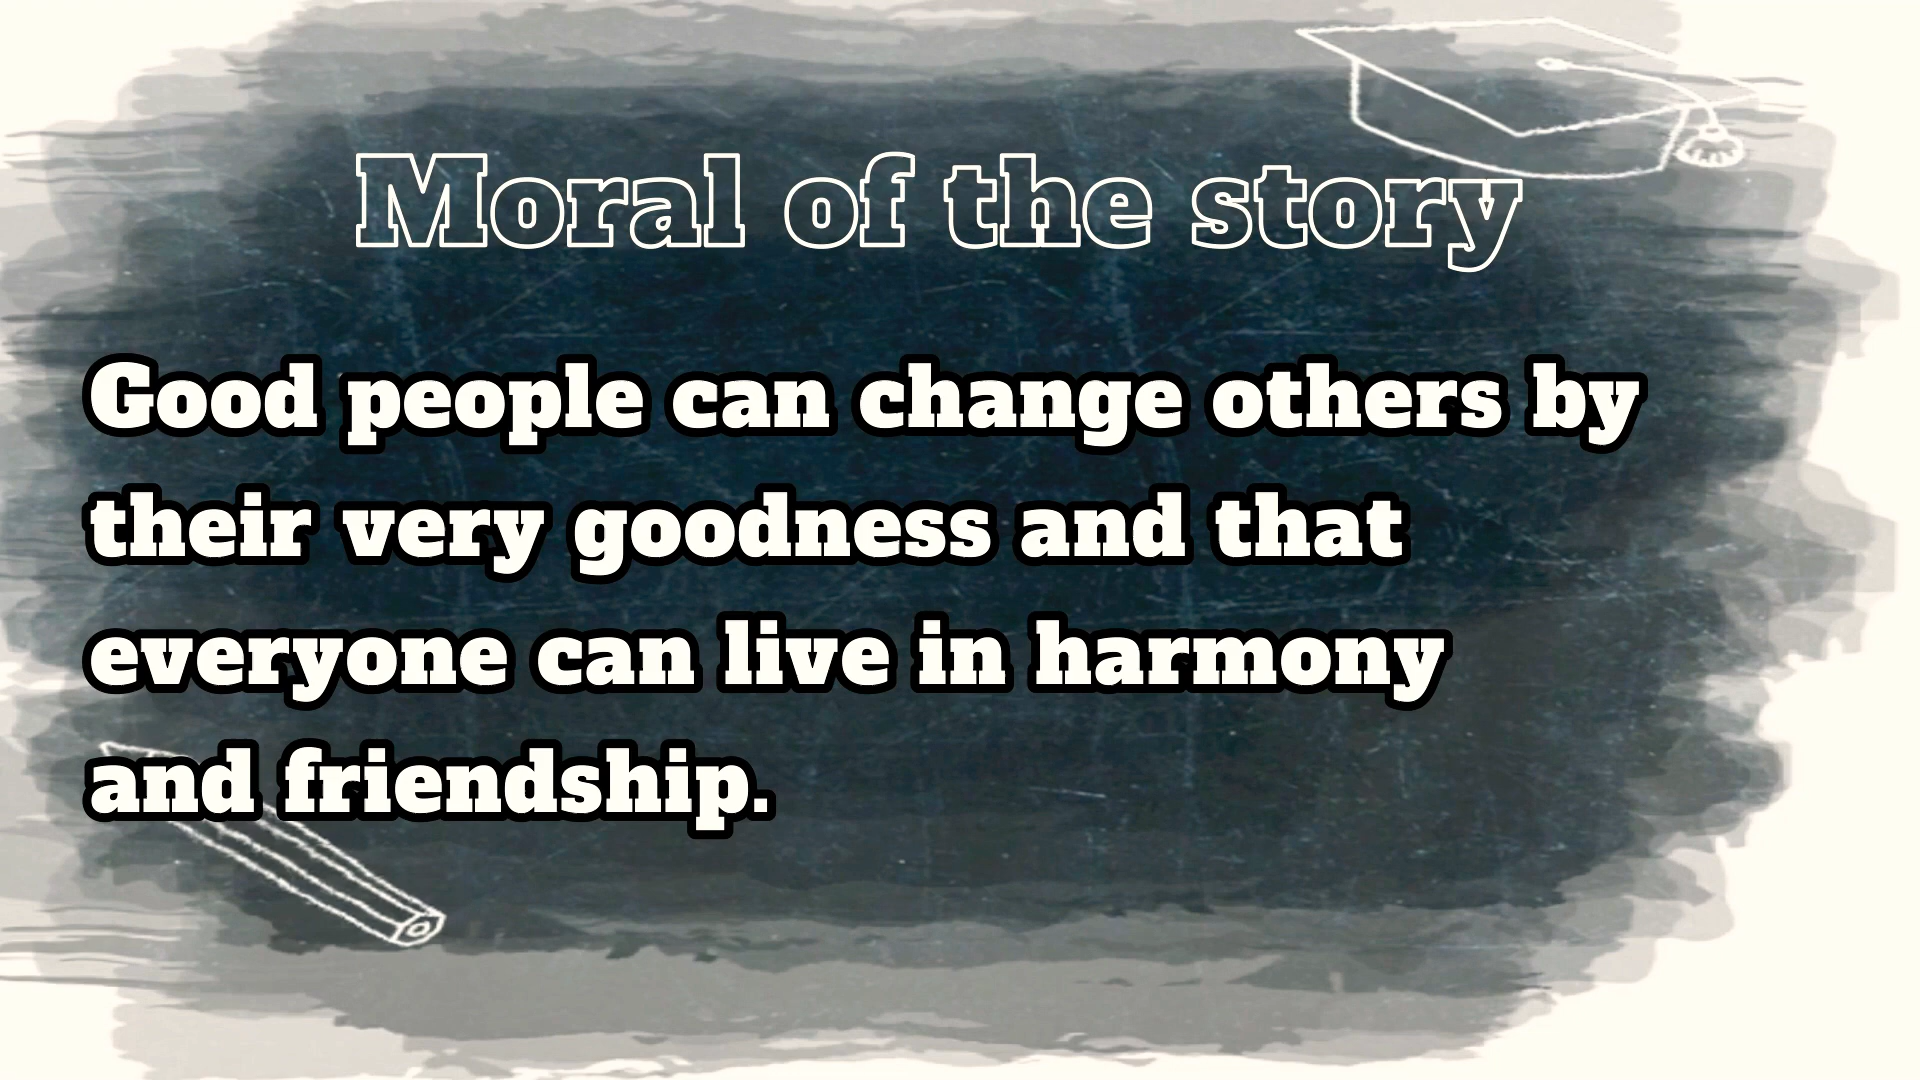 Moral of the story
Good people can change others by
their very goodness and that
everyone can live in harmony
and friendship.